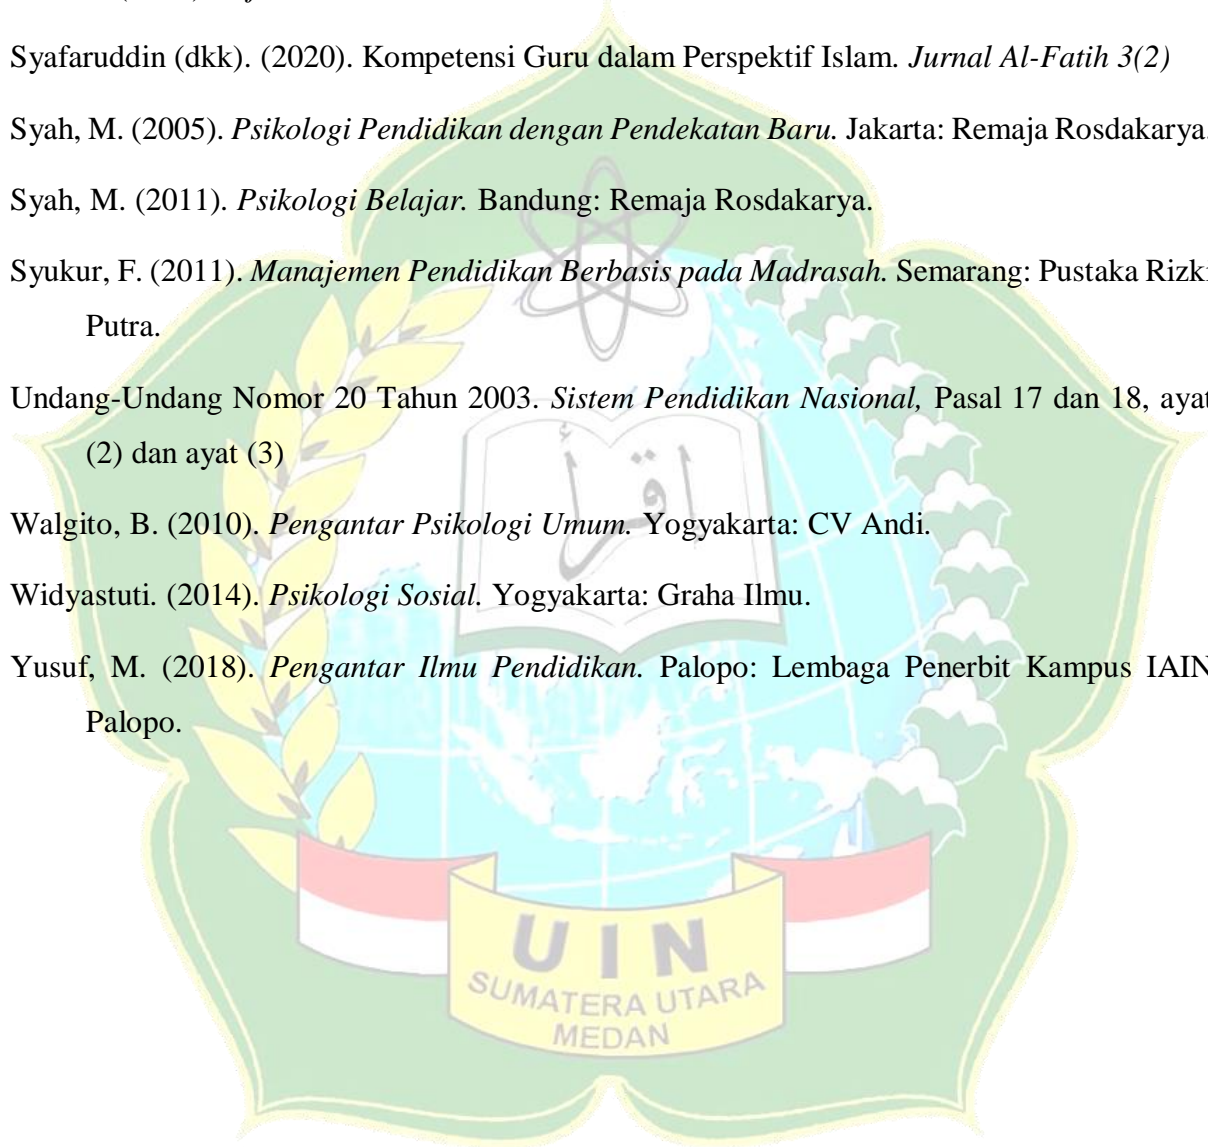 Syafaruddin (dkk). (2020). Kompetensi Guru dalam Perspektif Islam. Jurnal Al-Fatih 3(2)
Syah, M. (2005). Psikologi Pendidikan dengan Pendekatan Baru. Jakarta: Remaja Rosdakarya.
Syah, M. (2011). Psikologi Belajar. Bandung: Remaja Rosdakarya.
Syukur, F. (2011). Manajemen Pendidikan Berbasis pada Madrasah. Semarang: Pustaka Rizki
Putra.
Undang-Undang Nomor 20 Tahun 2003. Sistem Pendidikan Nasional, Pasal 17 dan 18, ayat
(2) dan ayat (3)
أقرأ
Walgito, B. (2010). Pengantar Psikologi Umum. Yogyakarta: CV Andi.
Widyastuti. (2014). Psikologi Sosial. Yogyakarta: Graha Ilmu.
Yusuf, M. (2018). Pengantar Ilmu Pendidikan. Palopo: Lembaga Penerbit Kampus IAIN
Palopo.
UIN
SUMATERA UTARA
MEDAN